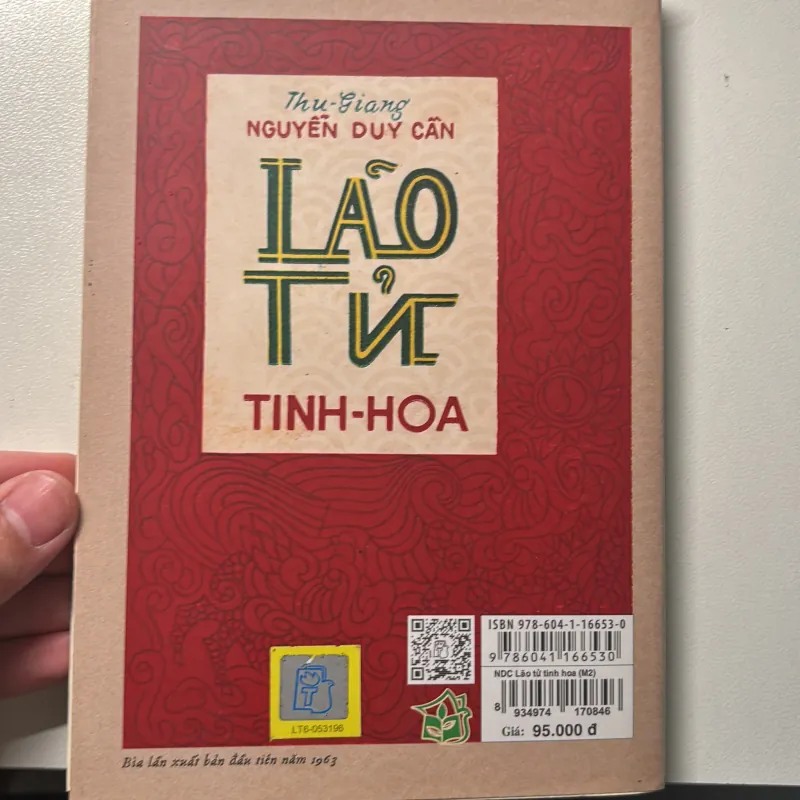 Thu-Giang
NGUYỄN DUY CẦN
LÃO
TỬ
TINH-HOA
ISBN 978-604-1-16653-0
9 786041 166530
NDC Lão tử tinh hoa (M2)
8 934974 170846
Giá: 95.000 đ
T
LT6-053196
Bìa lần xuất bản đầu tiên năm 1963